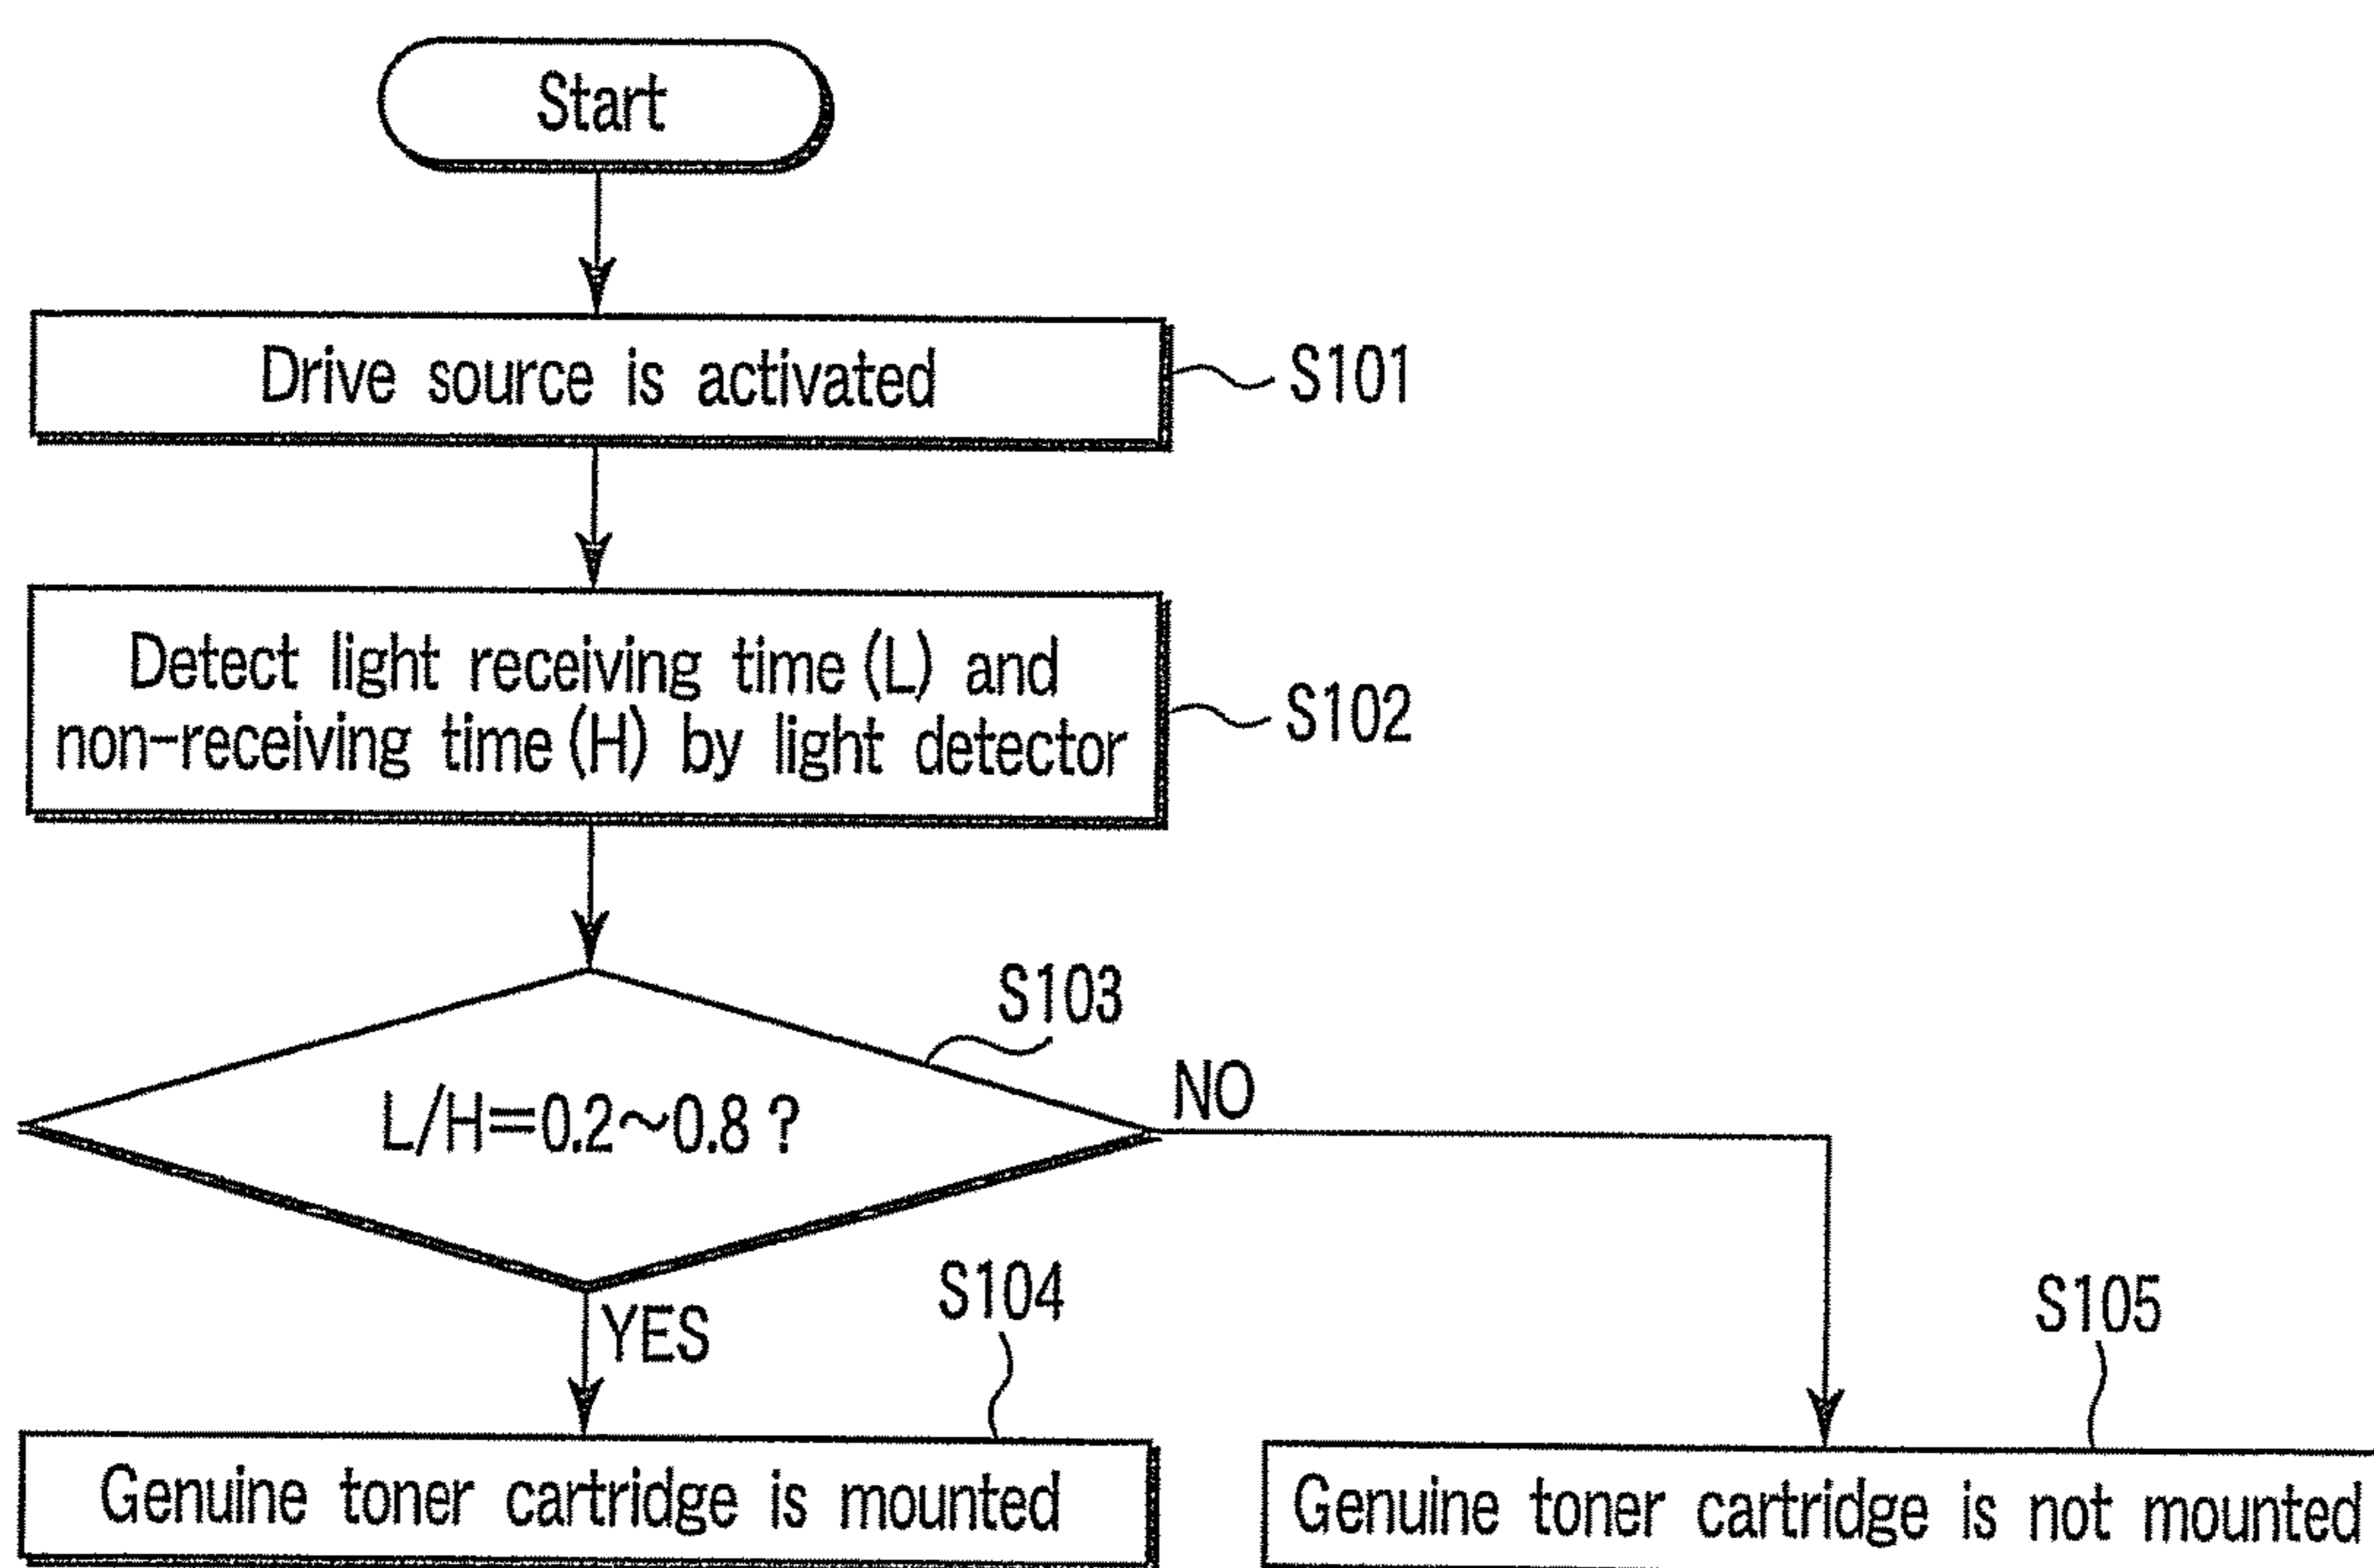 Start
Drive source is activated
S101
Detect light receiving time (L) and
non-receiving time (H) by light detector
S102
S103
L/H=0.2~0.8 ?
NO
YES
S104
S105
Genuine toner cartridge is mounted
Genuine toner cartridge is not mounted